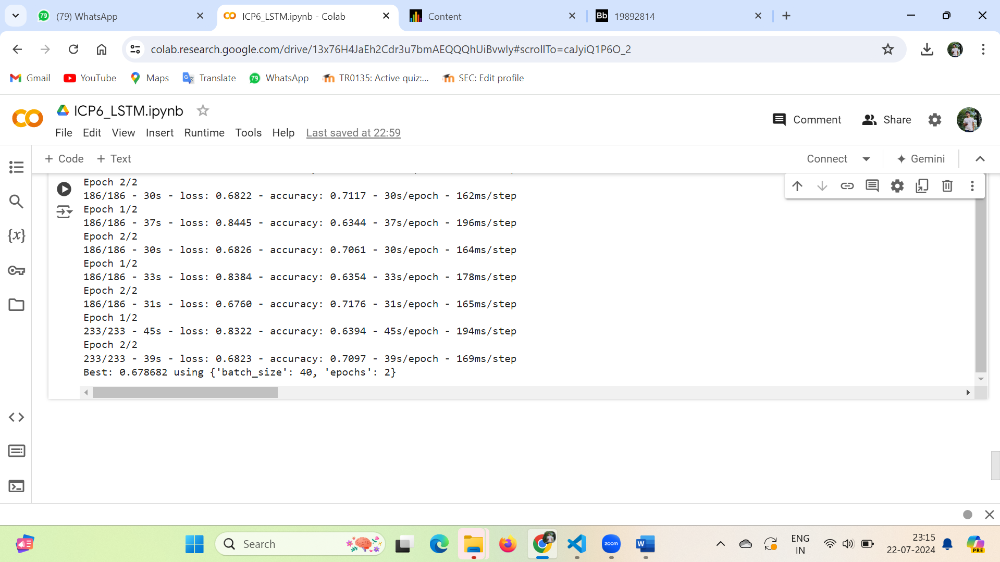 79 (79) WhatsApp
ICP6_LSTM.ipynb - Colab
Content
Bb 19892814
colab.research.google.com/drive/13x76H4JaEh2Cdr3u7bmAEQQQhUiBvwIy#scrollTo=caJyiQ1P6O_2
Gmail YouTube Maps Translate 79 WhatsApp TR0135: Active quiz:... SEC: Edit profile
ICP6_LSTM.ipynb
Comment Share
File Edit View Insert Runtime Tools Help Last saved at 22:59
+ Code + Text Connect Gemini
Epoch 2/2
186/186 - 30s - loss: 0.6822 - accuracy: 0.7117 - 30s/epoch - 162ms/step
Epoch 1/2
186/186 - 37s - loss: 0.8445 - accuracy: 0.6344 - 37s/epoch - 196ms/step
Epoch 2/2
186/186 - 30s - loss: 0.6826 - accuracy: 0.7061 - 30s/epoch - 164ms/step
Epoch 1/2
186/186 - 33s - loss: 0.8384 - accuracy: 0.6354 - 33s/epoch - 178ms/step
Epoch 2/2
186/186 - 31s - loss: 0.6760 - accuracy: 0.7176 - 31s/epoch - 165ms/step
Epoch 1/2
233/233 - 45s - loss: 0.8322 - accuracy: 0.6394 - 45s/epoch - 194ms/step
Epoch 2/2
233/233 - 39s - loss: 0.6823 - accuracy: 0.7097 - 39s/epoch - 169ms/step
Best: 0.678682 using {'batch_size': 40, 'epochs': 2}
{x}
Search
zoom
W
ENG
IN
23:15
22-07-2024
PRE